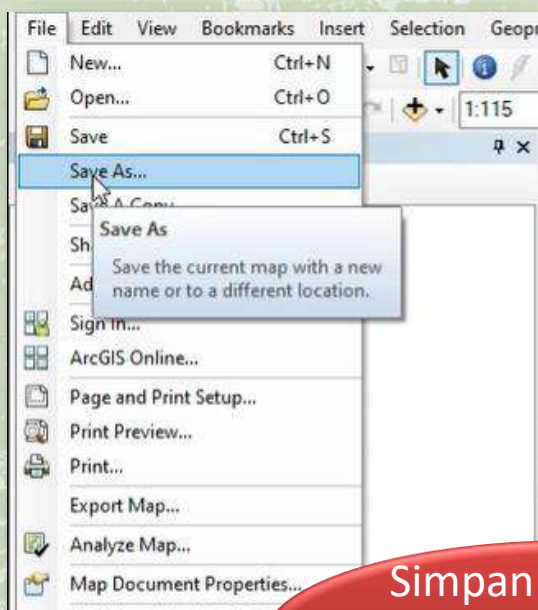 File Edit View Bookmarks Insert Selection
New... Ctrl+N
Open... Ctrl+O
1:115
Save Ctrl+S
Save As...
Save A Copy
Save As
Save the current map with a new
name or to a different location.
Sign In...
ArcGIS Online...
Page and Print Setup...
Print Preview...
Print...
Export Map...
Analyze Map...
Map Document Properties...
Simpan